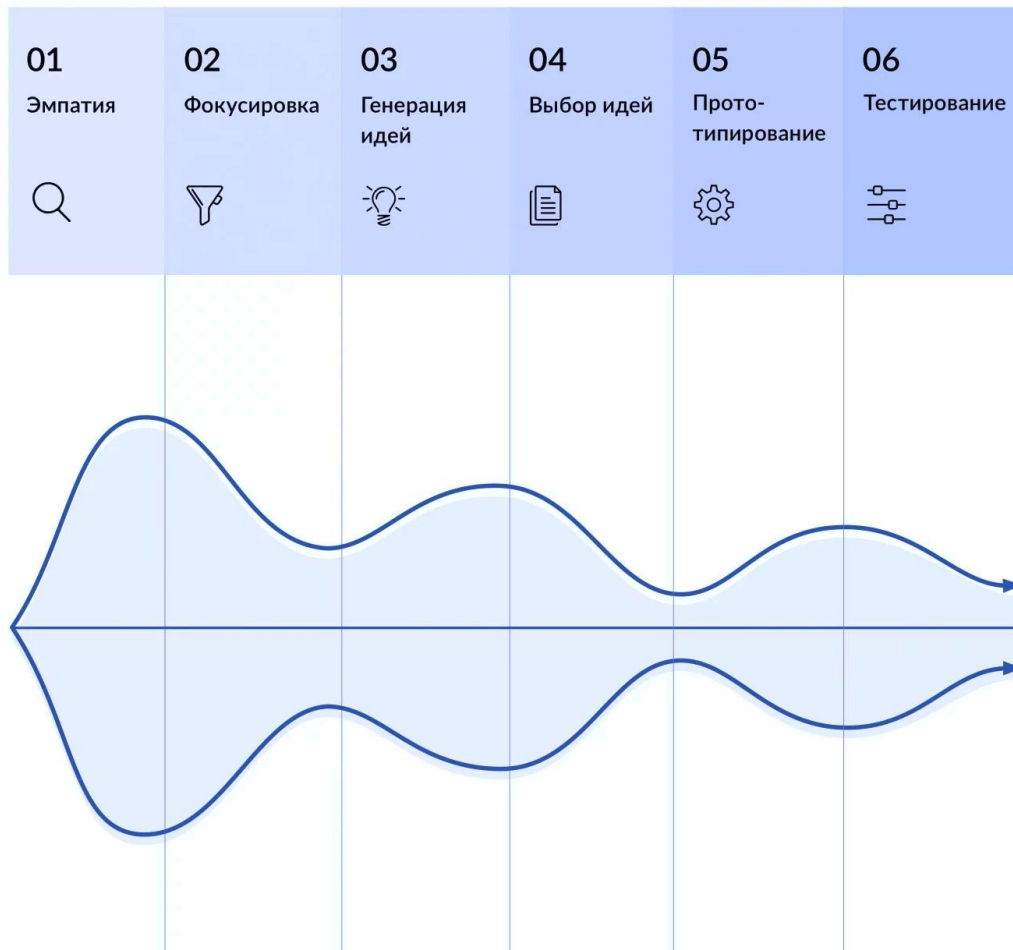 01
Эмпатия
02
Фокусировка
03
Генерация
идей
04
Выбор идей
05
Прото-
типирование
06
Тестирование